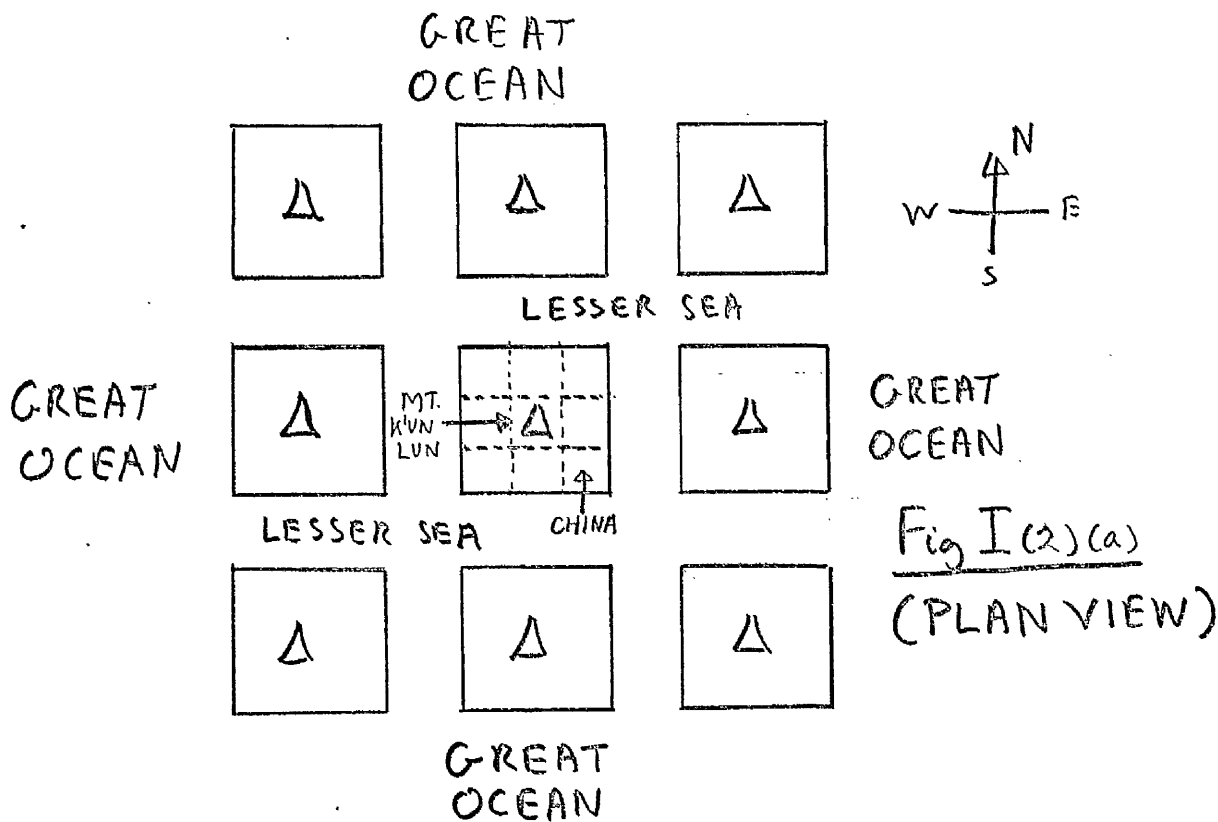 GREAT
OCEAN
N
W E
S
LESSER SEA
GREAT
OCEAN
MT.
K'UN
LUN
GREAT
OCEAN
LESSER SEA
CHINA
Fig I (2)(a)
(PLAN VIEW)
GREAT
OCEAN